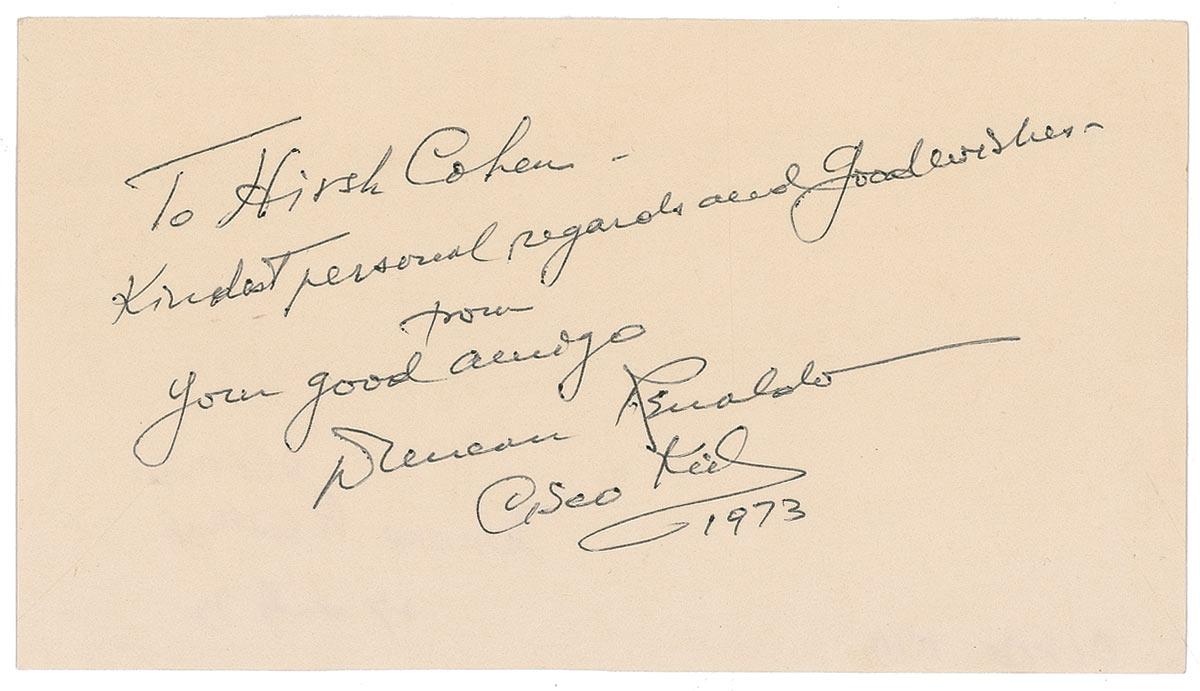 To Hirsh Cohen -
Kindest personal regards and Good wishes -
from
your good amigo
Duncan Renaldo
Cisco Kid
1973